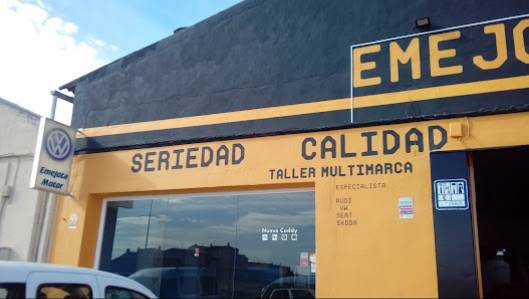 EMEJO
SERIEDAD CALIDAD
TALLER MULTIMARCA
ESPECIALISTA
AUDI
VW
SEAT
SKODA
Emejota
Motor
Nuevo Caddy